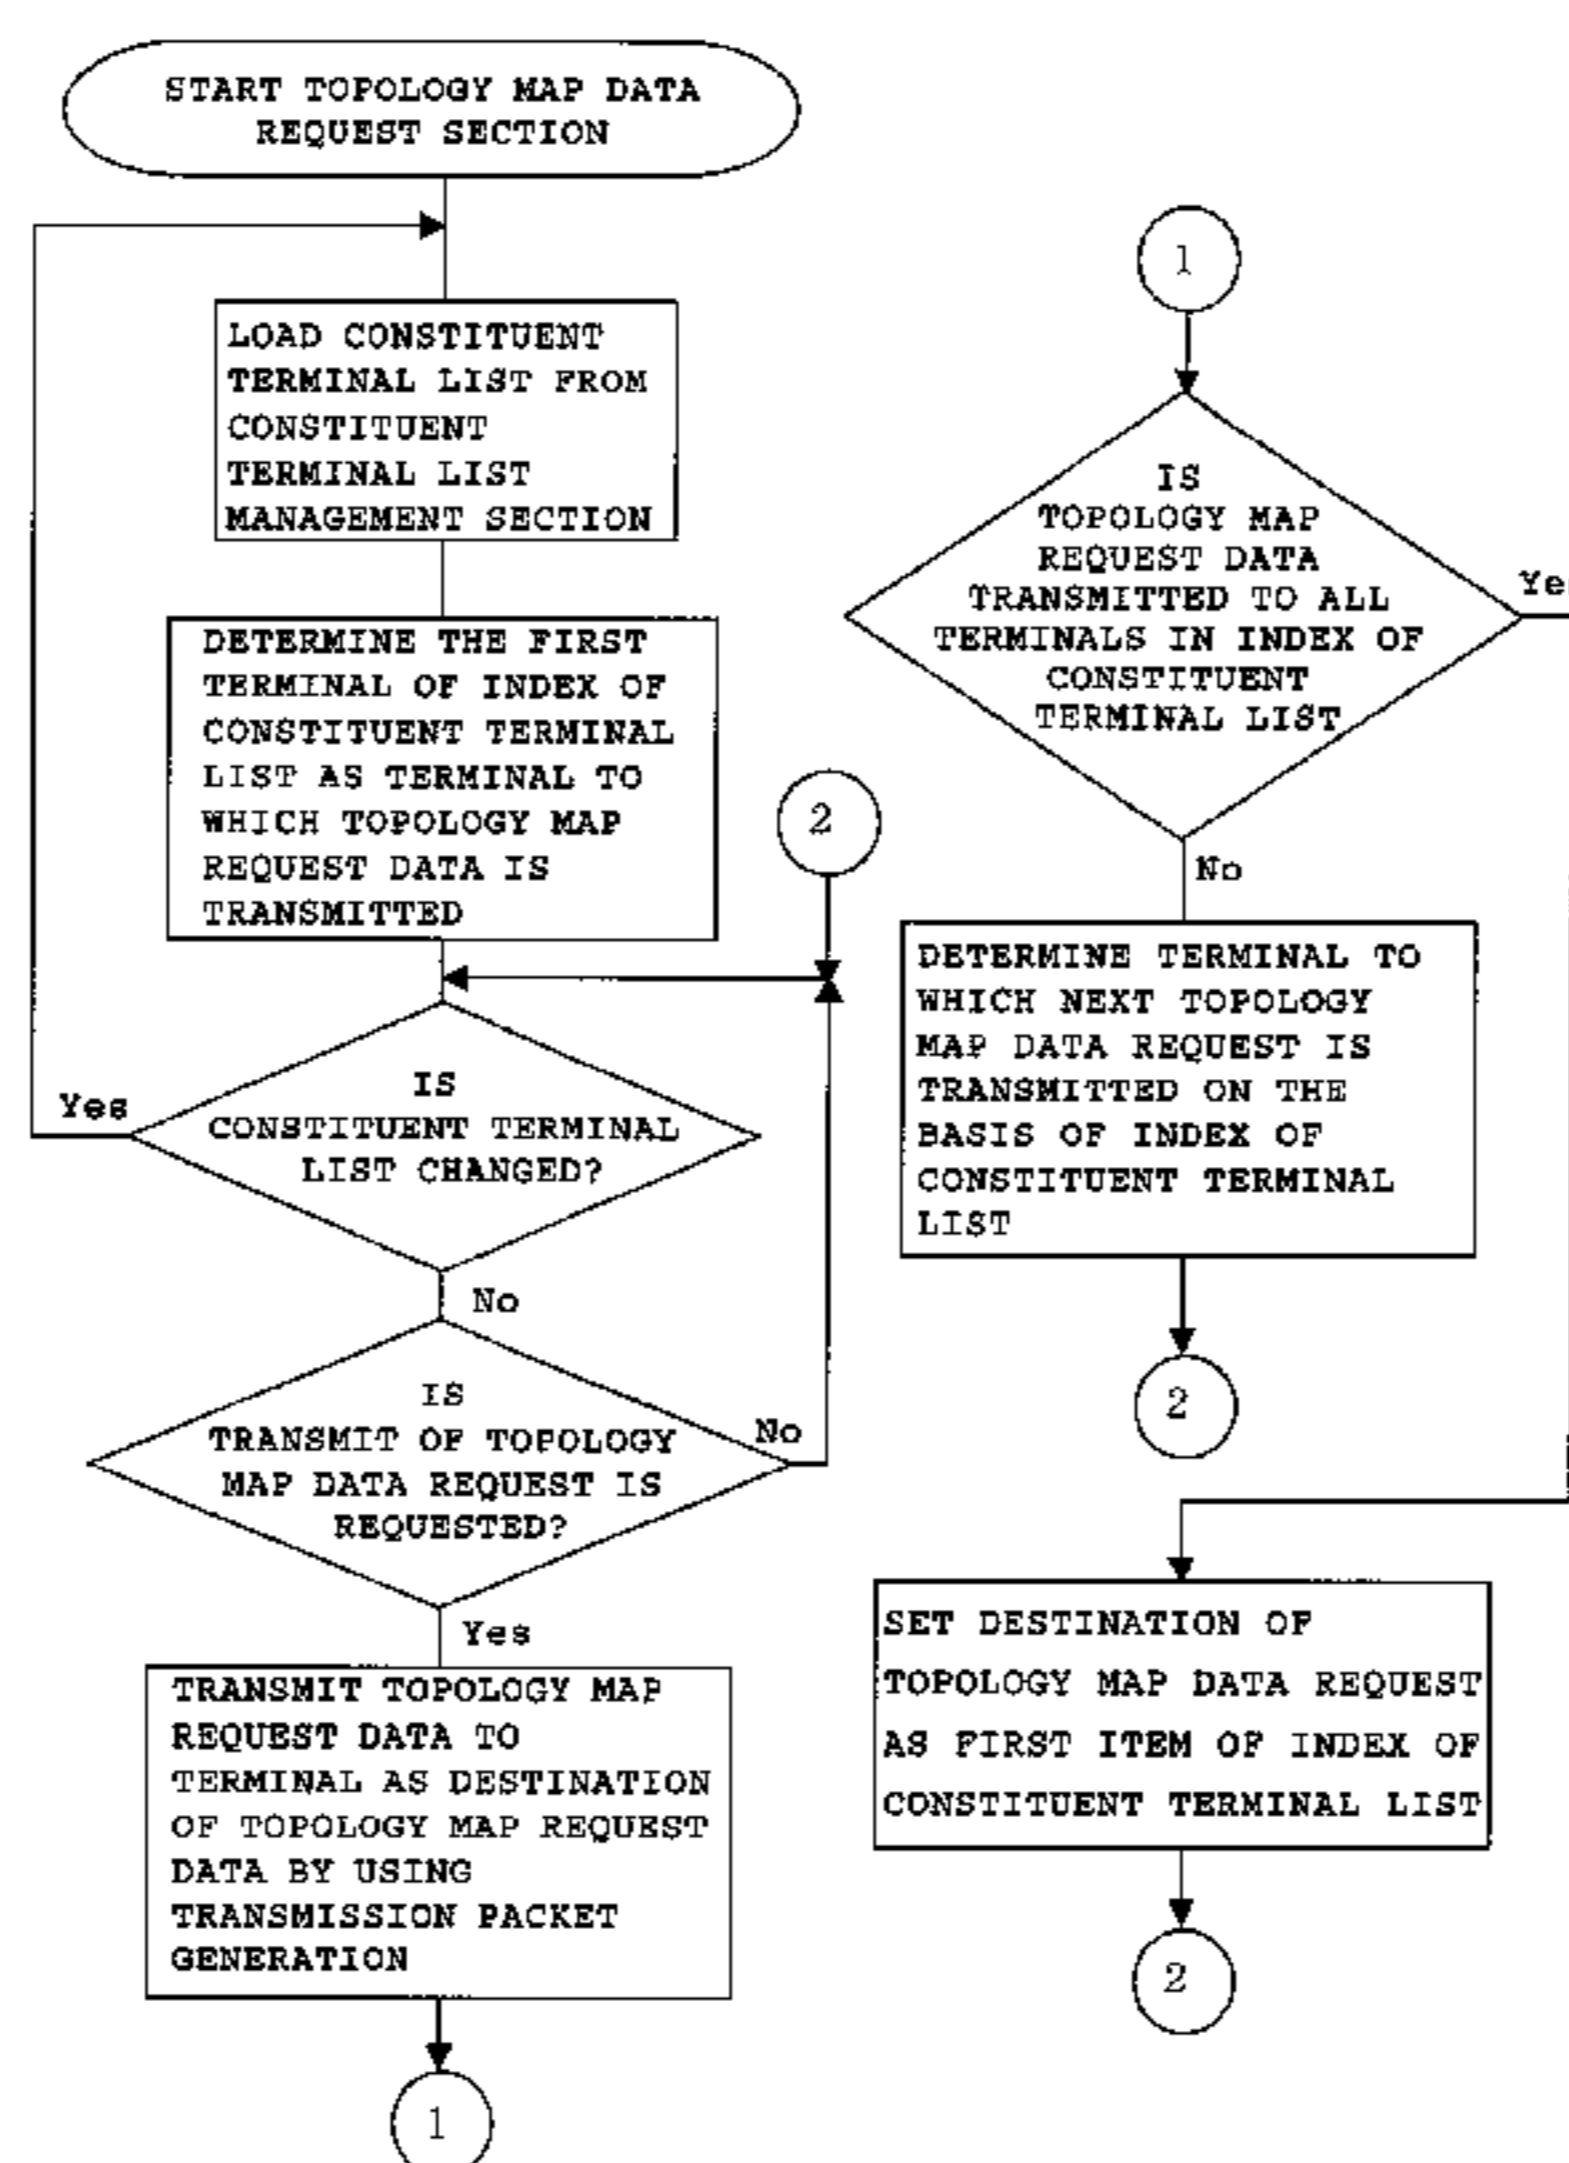 START TOPOLOGY MAP DATA
REQUEST SECTION
LOAD CONSTITUENT
TERMINAL LIST FROM
CONSTITUENT
TERMINAL LIST
MANAGEMENT SECTION
DETERMINE THE FIRST
TERMINAL OF INDEX OF
CONSTITUENT TERMINAL
LIST AS TERMINAL TO
WHICH TOPOLOGY MAP
REQUEST DATA IS
TRANSMITTED
2
IS
CONSTITUENT TERMINAL
LIST CHANGED?
Yes
No
IS
TRANSMIT OF TOPOLOGY
MAP DATA REQUEST IS
REQUESTED?
No
Yes
TRANSMIT TOPOLOGY MAP
REQUEST DATA TO
TERMINAL AS DESTINATION
OF TOPOLOGY MAP REQUEST
DATA BY USING
TRANSMISSION PACKET
GENERATION
1
1
IS
TOPOLOGY MAP
REQUEST DATA
TRANSMITTED TO ALL
TERMINALS IN INDEX OF
CONSTITUENT
TERMINAL LIST
No
DETERMINE TERMINAL TO
WHICH NEXT TOPOLOGY
MAP DATA REQUEST IS
TRANSMITTED ON THE
BASIS OF INDEX OF
CONSTITUENT TERMINAL
LIST
2
SET DESTINATION OF
TOPOLOGY MAP DATA REQUEST
AS FIRST ITEM OF INDEX OF
CONSTITUENT TERMINAL LIST
2